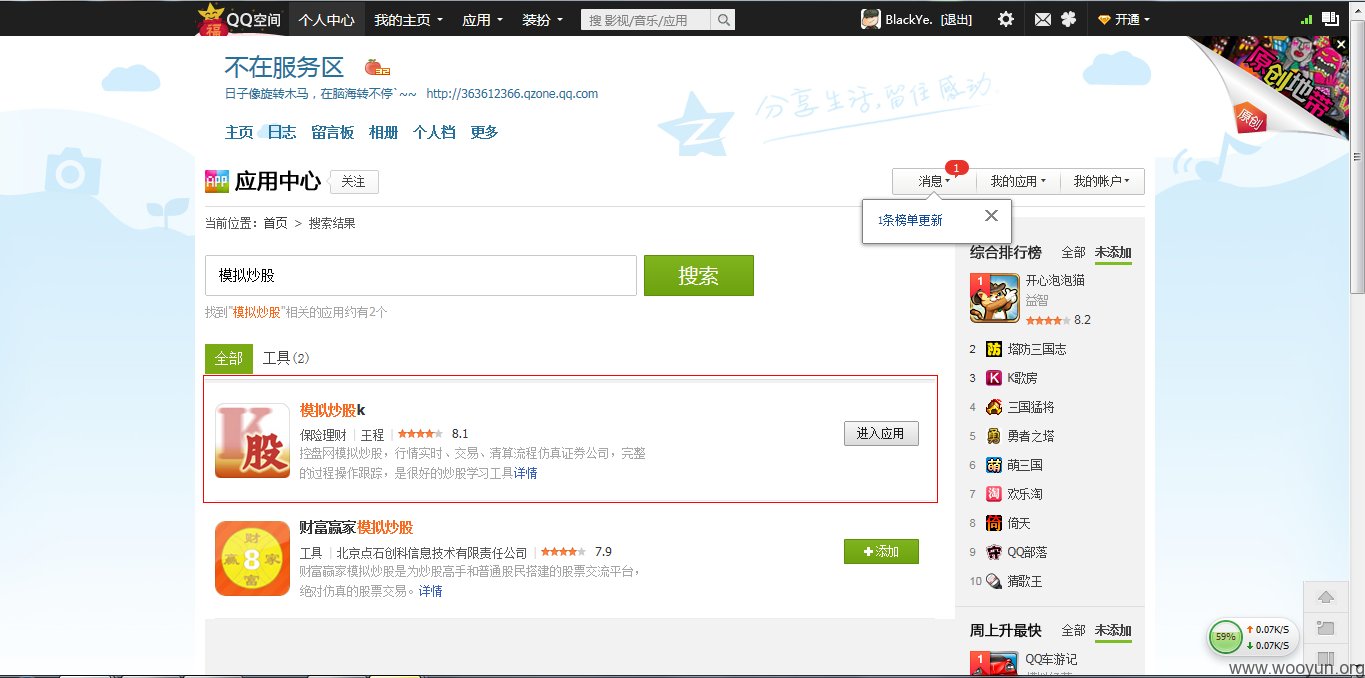 福 QQ空间 个人中心 我的主页 应用 装扮 搜 影视/音乐/应用 BlackYe. [退出] 开通
不在服务区
日子像旋转木马，在脑海转不停`~~ http://363612366.qzone.qq.com
分享生活,留住感动.
原创地带
原创
主页 日志 留言板 相册 个人档 更多
APP 应用中心 关注
消息 1 我的应用 我的帐户
1条榜单更新
当前位置：首页 > 搜索结果
模拟炒股 搜索
找到"模拟炒股"相关的应用约有2个
全部 工具(2)
K股
模拟炒股k
保险理财 王程 8.1
控盘网模拟炒股，行情实时、交易、清算流程仿真证券公司，完整
的过程操作跟踪，是很好的炒股学习工具详情
进入应用
财 赢 8 家 富
财富赢家模拟炒股
工具 北京点石创科信息技术有限责任公司 7.9
财富赢家模拟炒股是为炒股高手和普通股民搭建的股票交流平台，
绝对仿真的股票交易。详情
添加
综合排行榜 全部 未添加
1 开心泡泡猫
益智
8.2
2 防 塔防三国志
3 K K歌房
4 三国猛将
5 勇者之塔
6 萌 萌三国
7 淘 欢乐淘
8 倚 倚天
9 QQ部落
10 猜歌王
周上升最快 全部 未添加
1 QQ车游记
59% 0.07K/S
0.07K/S
www.wooyun.org